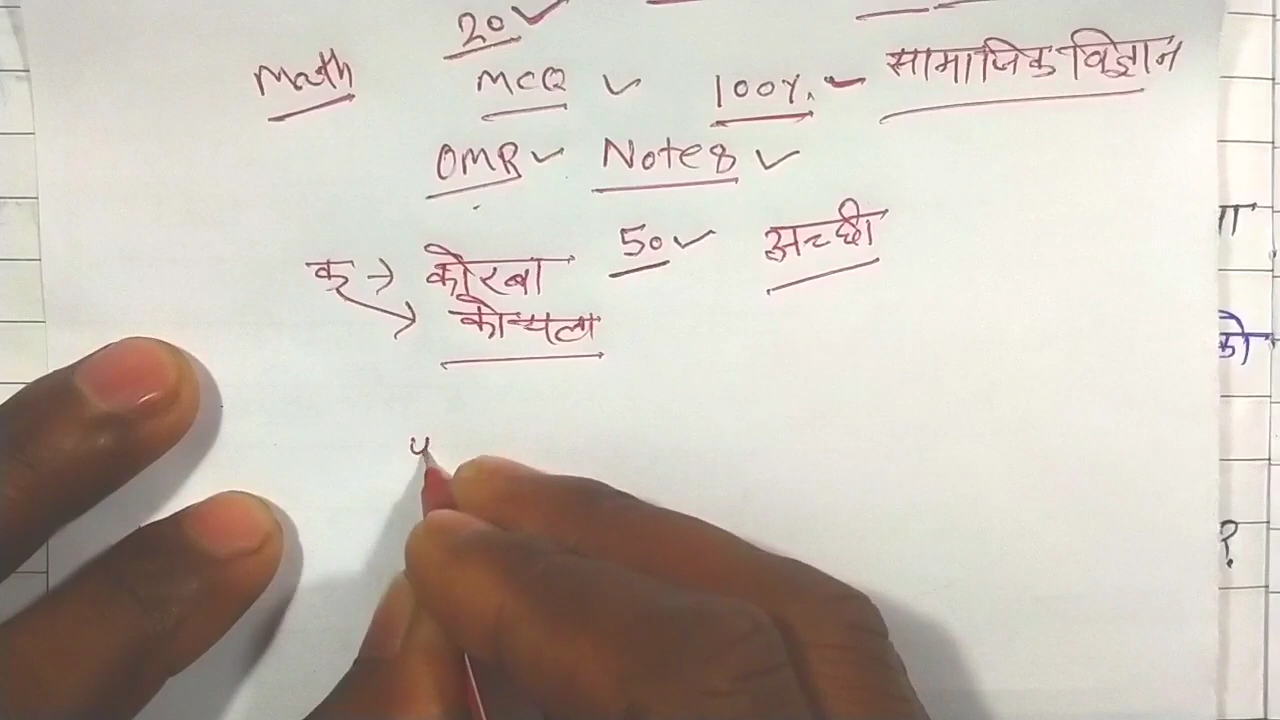 20
Math MCQ 100%. सामाजिक विज्ञान
OMR Notes
50 अच्छी
क → कोरबा
कोयला
को
?